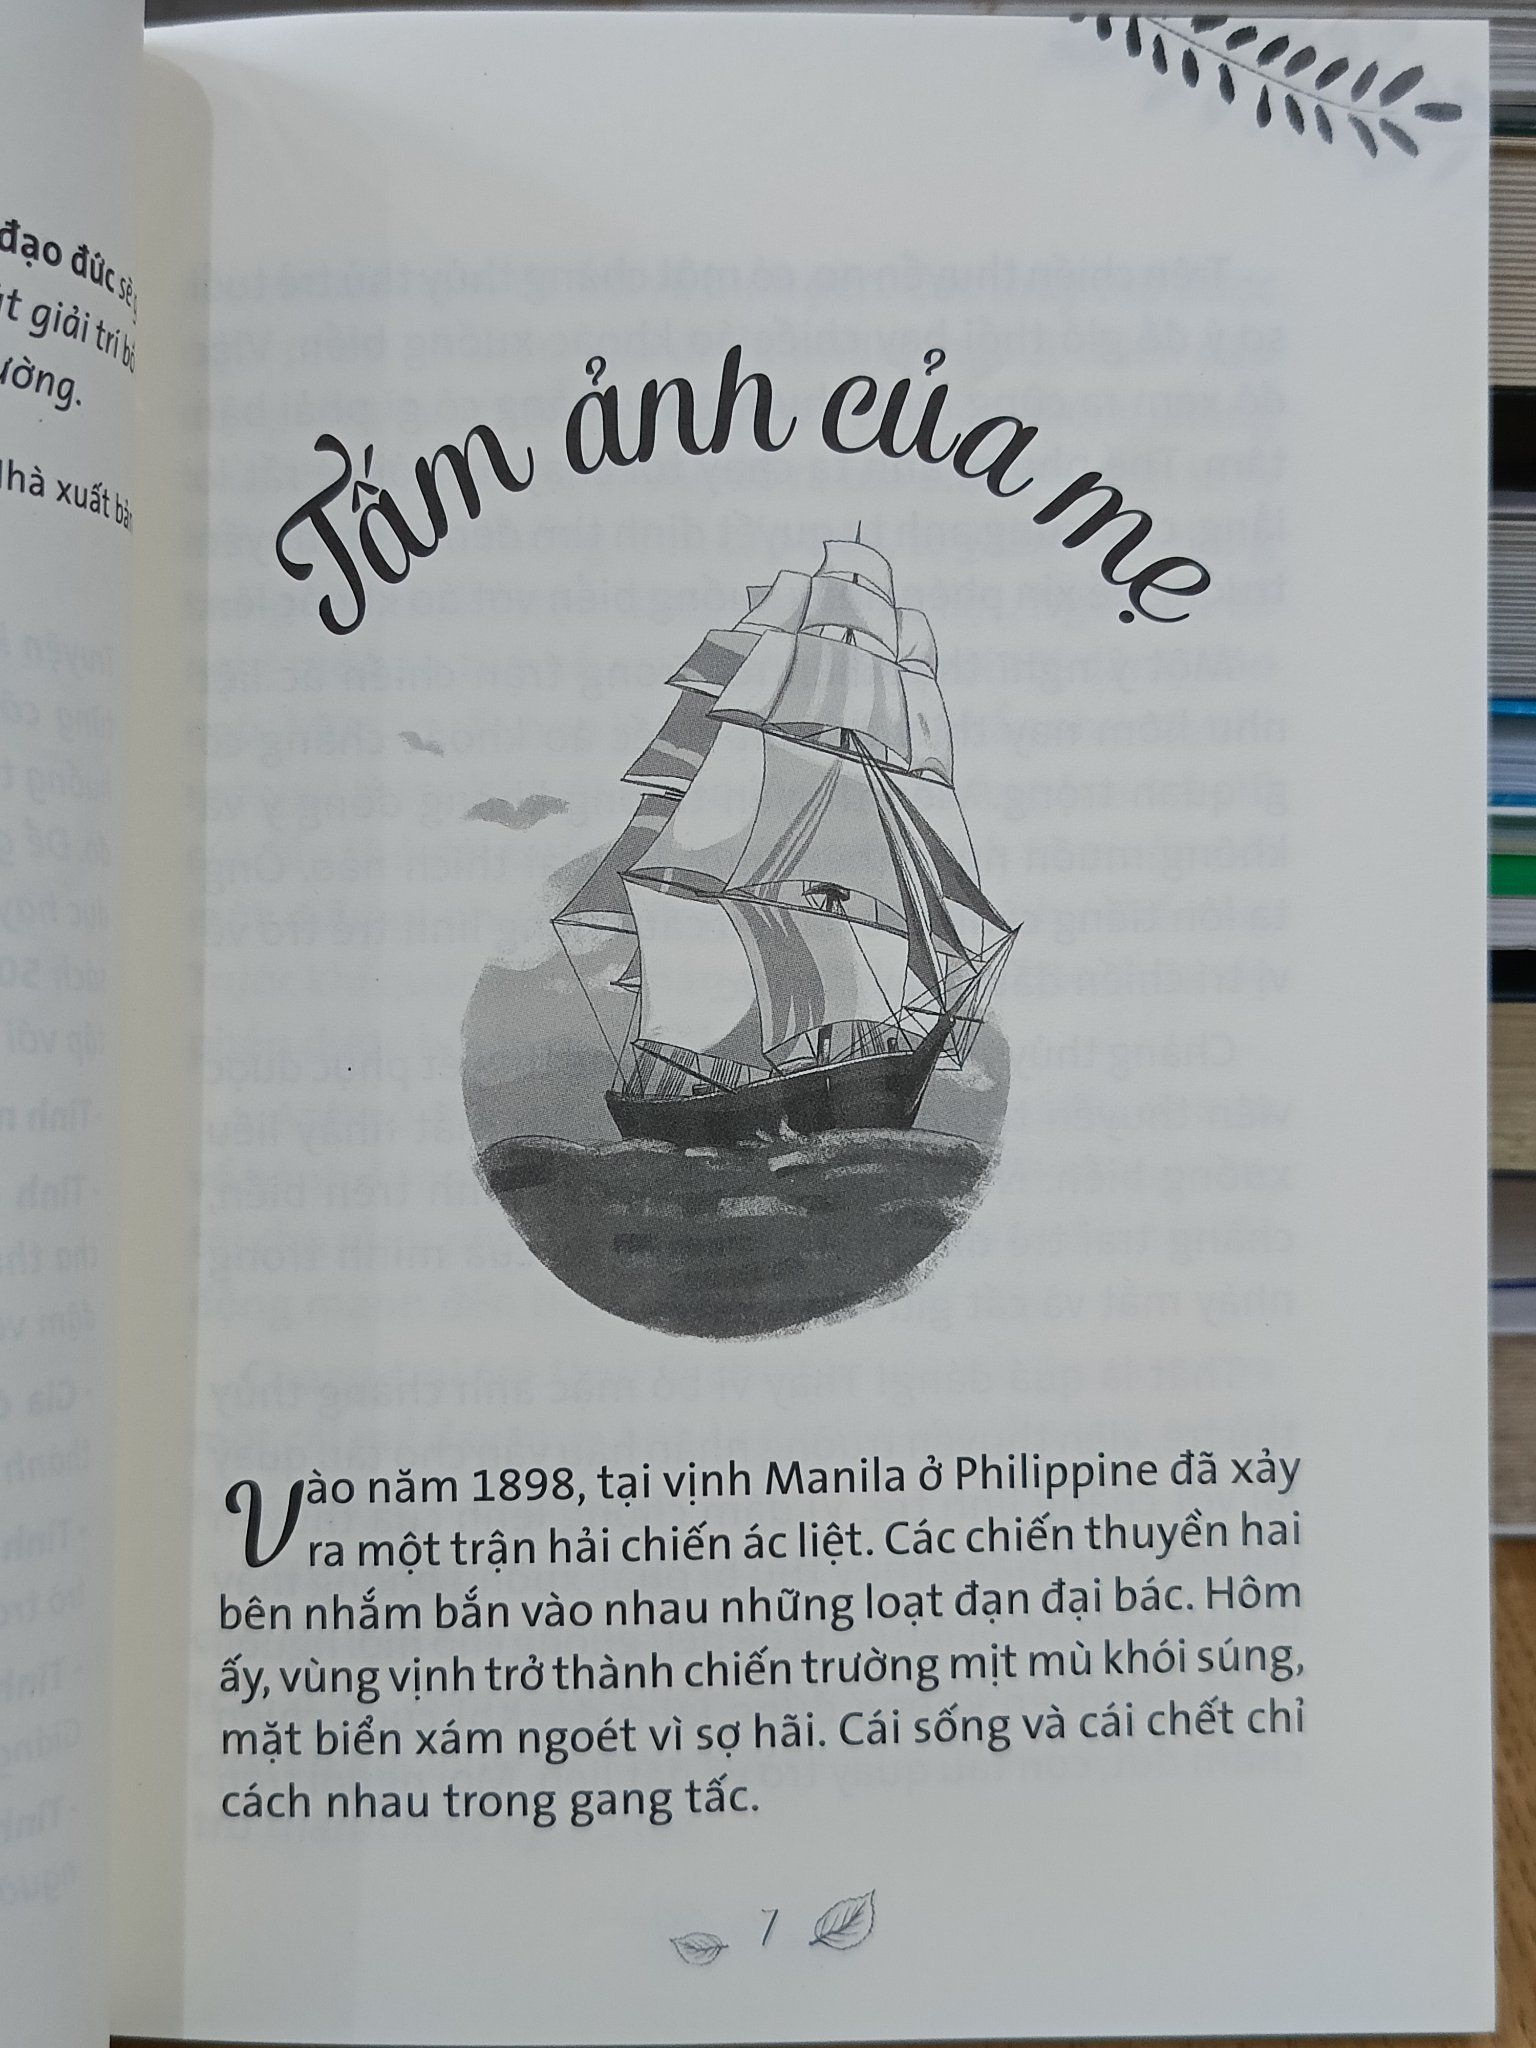 đạo đức sẽ
giải trí
ường.
Nhà xuất bản
Tấm ảnh của mẹ
Vào năm 1898, tại vịnh Manila ở Philippine đã xảy
ra một trận hải chiến ác liệt. Các chiến thuyền hai
bên nhắm bắn vào nhau những loạt đạn đại bác. Hôm
ấy, vùng vịnh trở thành chiến trường mịt mù khói súng,
mặt biển xám ngoét vì sợ hãi. Cái sống và cái chết chỉ
cách nhau trong gang tấc.
7